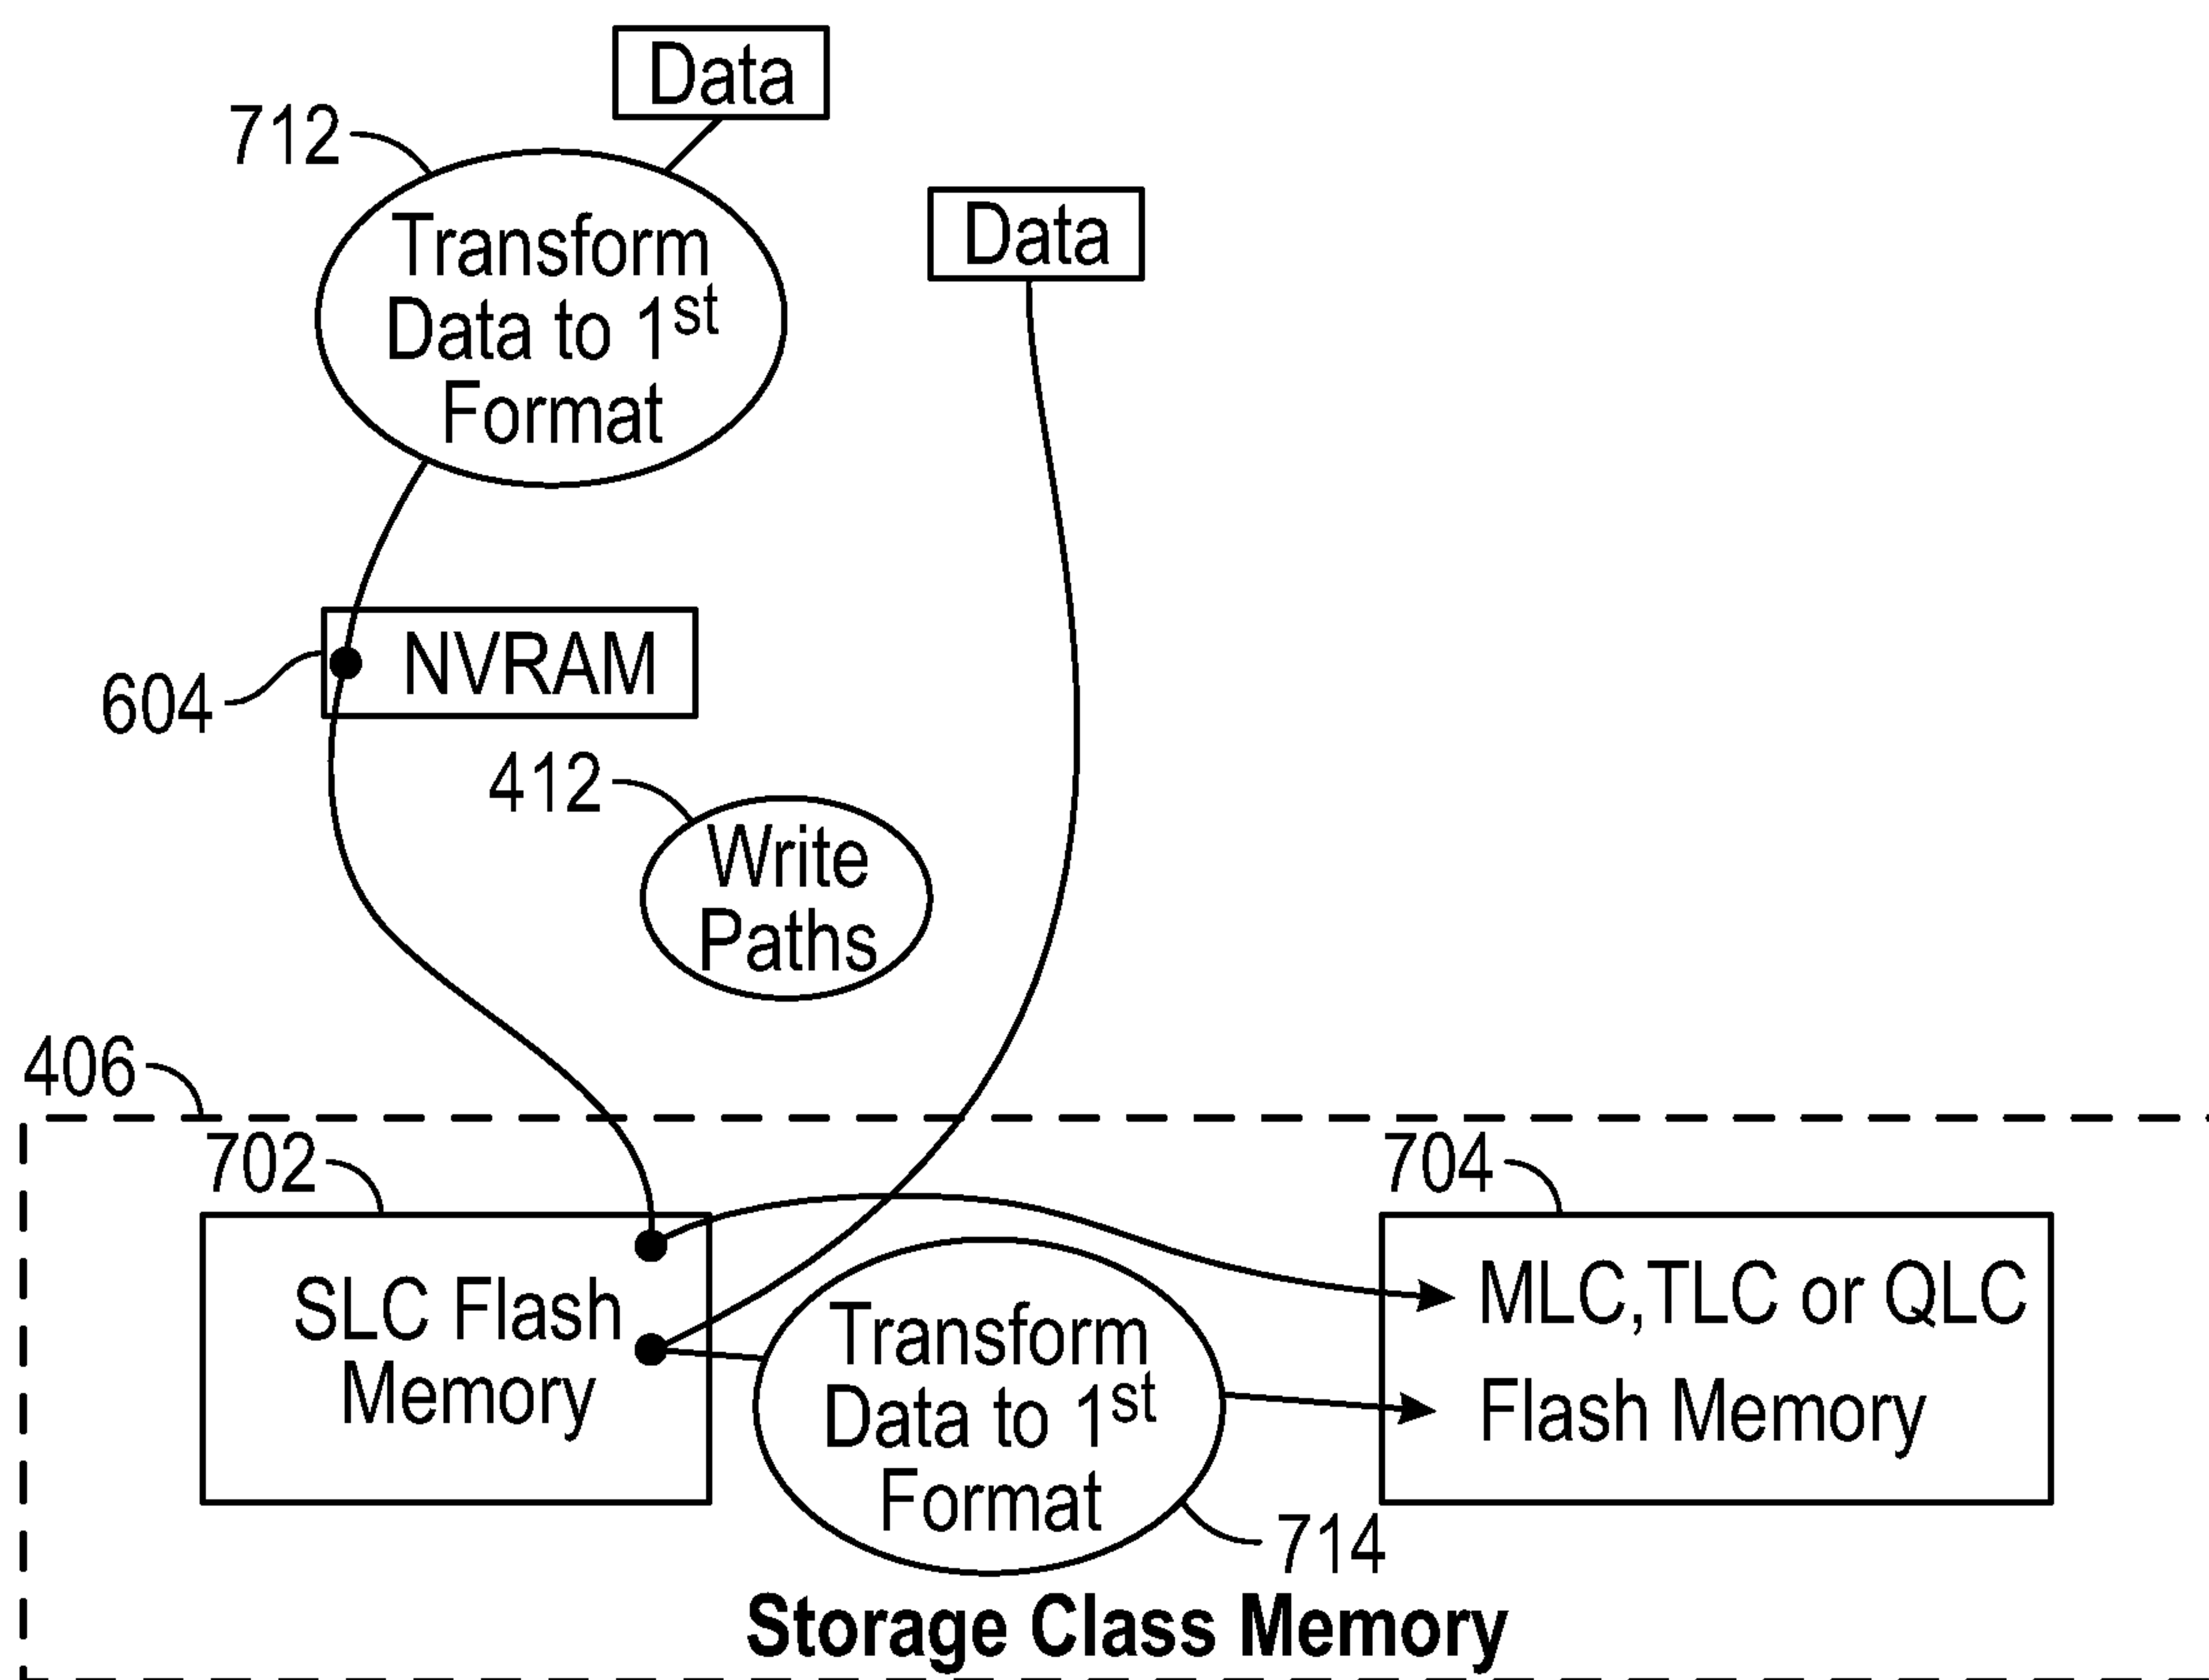 Data
712
Transform
Data to 1st
Format
Data
NVRAM
604
412
Write
Paths
406
702
704
SLC Flash
Memory
MLC,TLC or QLC
Flash Memory
Transform
Data to 1st
Format
714
Storage Class Memory